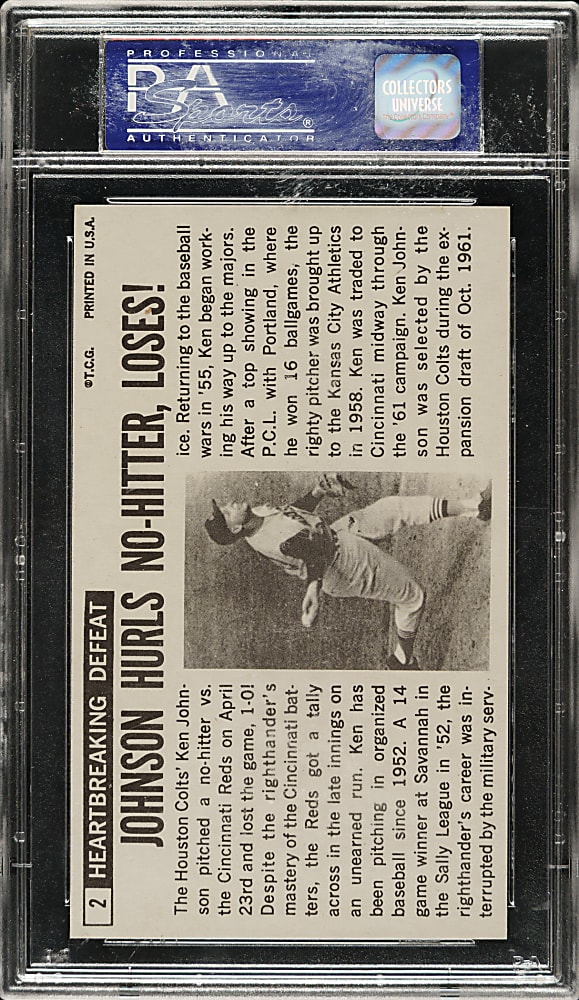 PROFESSIONAL
PSA
Sports®
AUTHENTICATOR
COLLECTORS
UNIVERSE
2 HEARTBREAKING DEFEAT ©T.C.G. PRINTED IN U.S.A.
JOHNSON HURLS NO-HITTER, LOSES!
The Houston Colts' Ken John-
son pitched a no-hitter vs.
the Cincinnati Reds on April
23rd and lost the game, 1-0!
Despite the righthander's
mastery of the Cincinnati bat-
ters, the Reds got a tally
across in the late innings on
an unearned run. Ken has
been pitching in organized
baseball since 1952. A 14
game winner at Savannah in
the Sally League in '52, the
righthander's career was in-
terrupted by the military serv-
ice. Returning to the baseball
wars in '55, Ken began work-
ing his way up to the majors.
After a top showing in the
P.C.L. with Portland, where
he won 16 ballgames, the
righty pitcher was brought up
to the Kansas City Athletics
in 1958. Ken was traded to
Cincinnati midway through
the '61 campaign. Ken John-
son was selected by the
Houston Colts during the ex-
pansion draft of Oct. 1961.